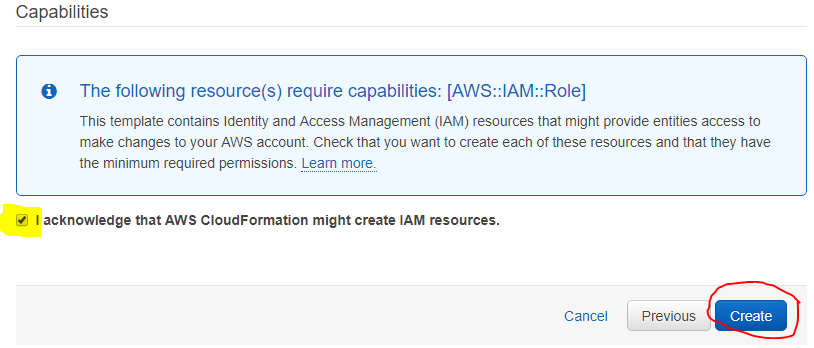 Capabilities
The following resource(s) require capabilities: [AWS::IAM::Role]
This template contains Identity and Access Management (IAM) resources that might provide entities access to
make changes to your AWS account. Check that you want to create each of these resources and that they have
the minimum required permissions. Learn more.
I acknowledge that AWS CloudFormation might create IAM resources.
Cancel Previous Create